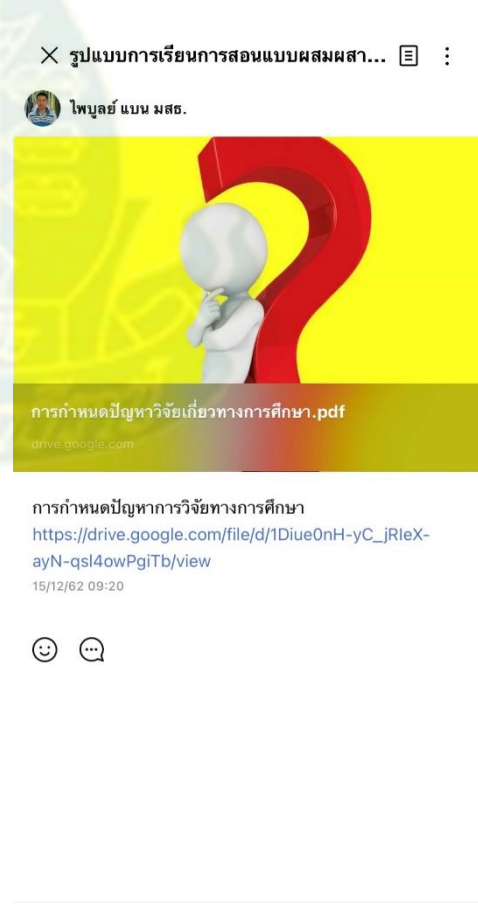 รูปแบบการเรียนการสอนแบบผสมผสา...
ไพบูลย์ แบน มสธ.
การกำหนดปัญหาวิจัยเกี่ยวทางการศึกษา.pdf
drive.google.com
การกำหนดปัญหาการวิจัยทางการศึกษา
https://drive.google.com/file/d/1Diue0nH-yC_jRIeX-
ayN-qsI4owPgiTb/view
15/12/62 09:20